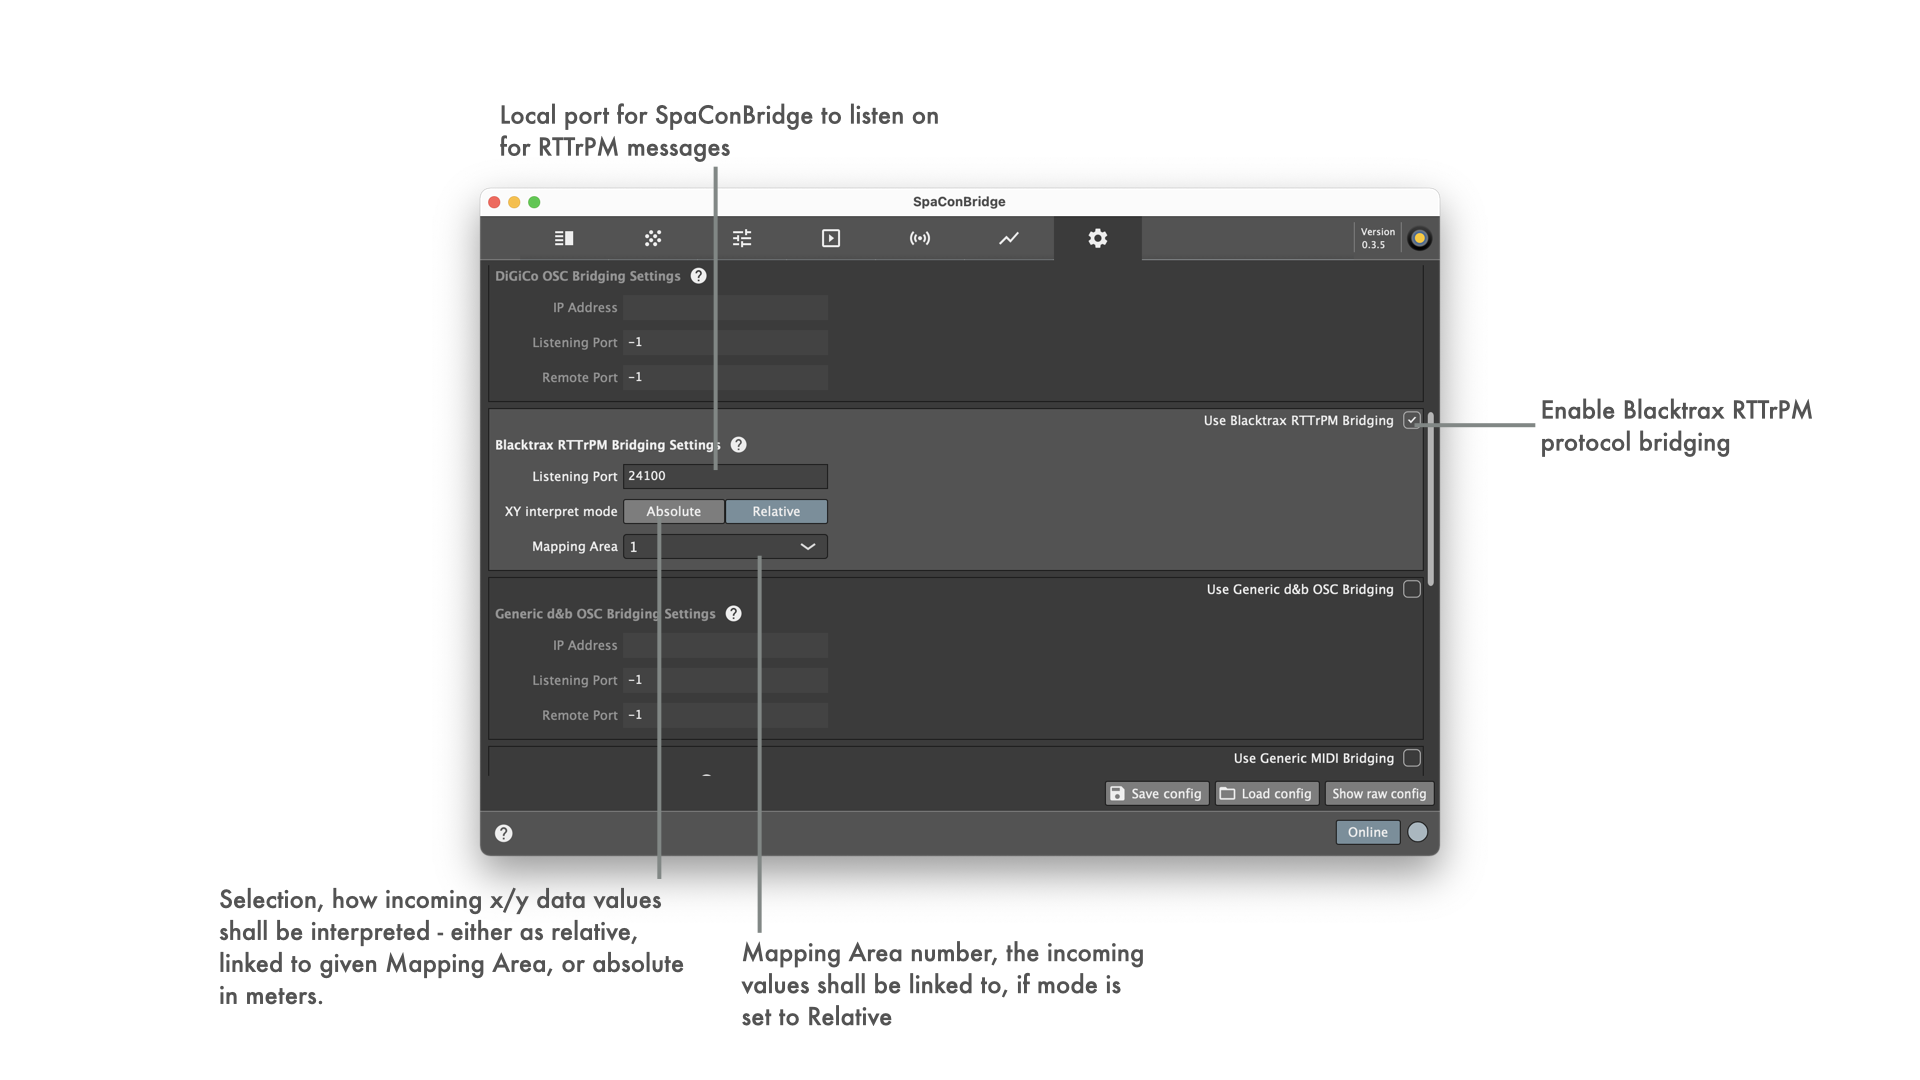 Local port for SpaConBridge to listen on
for RTTrPM messages
SpaConBridge
Version
0.3.5
DiGiCo OSC Bridging Settings
IP Address
Listening Port -1
Remote Port -1
Use Blacktrax RTTrPM Bridging
Blacktrax RTTrPM Bridging Settings
Listening Port 24100
XY interpret mode Absolute Relative
Mapping Area 1
Enable Blacktrax RTTrPM
protocol bridging
Use Generic d&b OSC Bridging
Generic d&b OSC Bridging Settings
IP Address
Listening Port -1
Remote Port -1
Use Generic MIDI Bridging
Save config Load config Show raw config
Online
Selection, how incoming x/y data values
shall be interpreted - either as relative,
linked to given Mapping Area, or absolute
in meters.
Mapping Area number, the incoming
values shall be linked to, if mode is
set to Relative